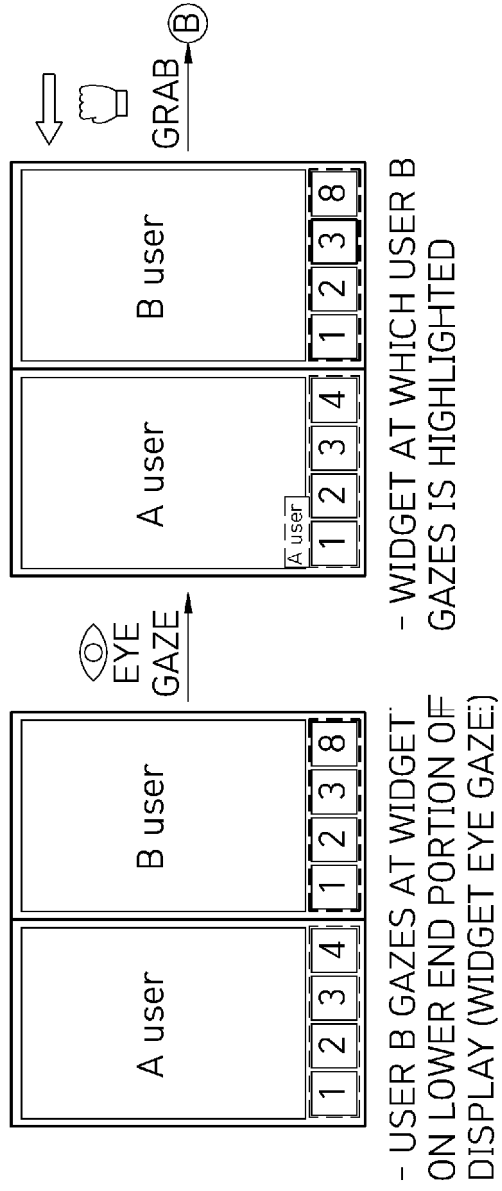 A user
B user
1 2 3 4
1 2 3 8
- USER B GAZES AT WIDGET
ON LOWER END PORTION OF
DISPLAY (WIDGET EYE GAZE:)
EYE
GAZE
A user
B user
A user
1 2 3 4
1 2 3 8
- WIDGET AT WHICH USER B
GAZES IS HIGHLIGHTED
GRAB
B